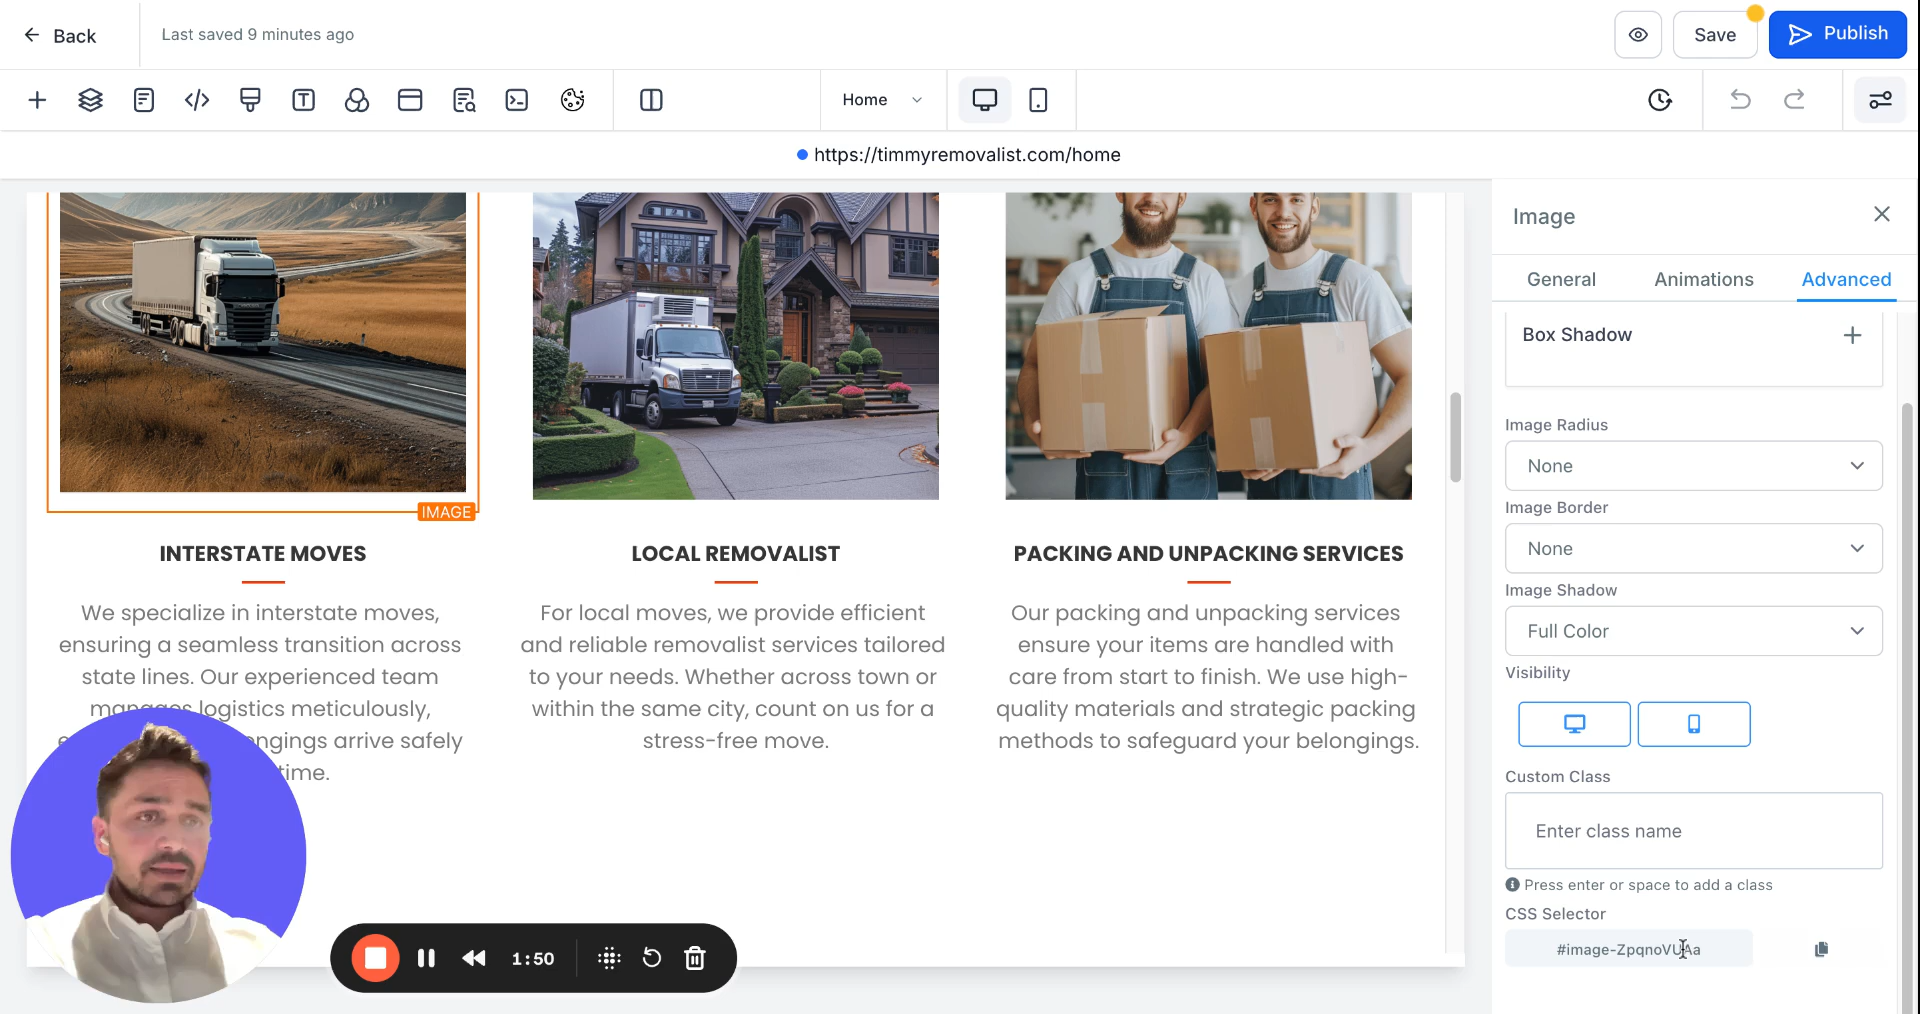 Back
Last saved 9 minutes ago
Save
Publish
Home
https://timmyremovalist.com/home
Image
General
Animations
Advanced
Box Shadow
Image Radius
None
Image Border
None
Image Shadow
Full Color
Visibility
Custom Class
Enter class name
Press enter or space to add a class
CSS Selector
#image-ZpqnoVUAa
IMAGE
INTERSTATE MOVES
We specialize in interstate moves,
ensuring a seamless transition across
state lines. Our experienced team
manages logistics meticulously,
ngings arrive safely
time.
LOCAL REMOVALIST
For local moves, we provide efficient
and reliable removalist services tailored
to your needs. Whether across town or
within the same city, count on us for a
stress-free move.
PACKING AND UNPACKING SERVICES
Our packing and unpacking services
ensure your items are handled with
care from start to finish. We use high-
quality materials and strategic packing
methods to safeguard your belongings.
1:50